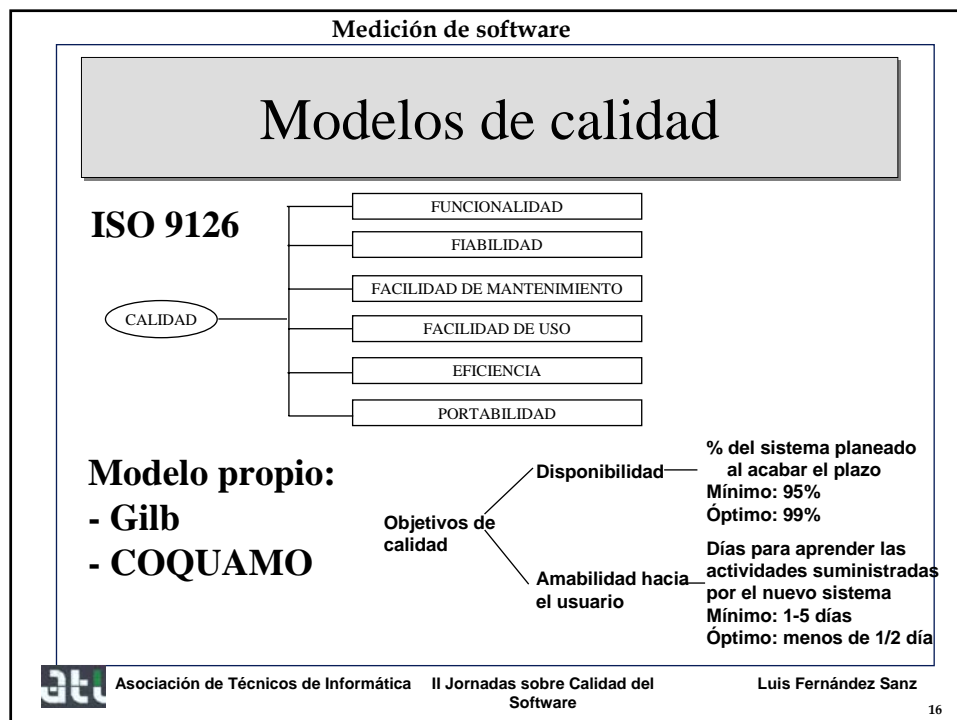 Medición de software
Modelos de calidad
ISO 9126
CALIDAD
FUNCIONALIDAD
FIABILIDAD
FACILIDAD DE MANTENIMIENTO
FACILIDAD DE USO
EFICIENCIA
PORTABILIDAD
Modelo propio:
- Gilb
- COQUAMO
Objetivos de
calidad
Disponibilidad
% del sistema planeado
al acabar el plazo
Mínimo: 95%
Óptimo: 99%
Amabilidad hacia
el usuario
Días para aprender las
actividades suministradas
por el nuevo sistema
Mínimo: 1-5 días
Óptimo: menos de 1/2 día
ati
Asociación de Técnicos de Informática
II Jornadas sobre Calidad del
Software
Luis Fernández Sanz
16